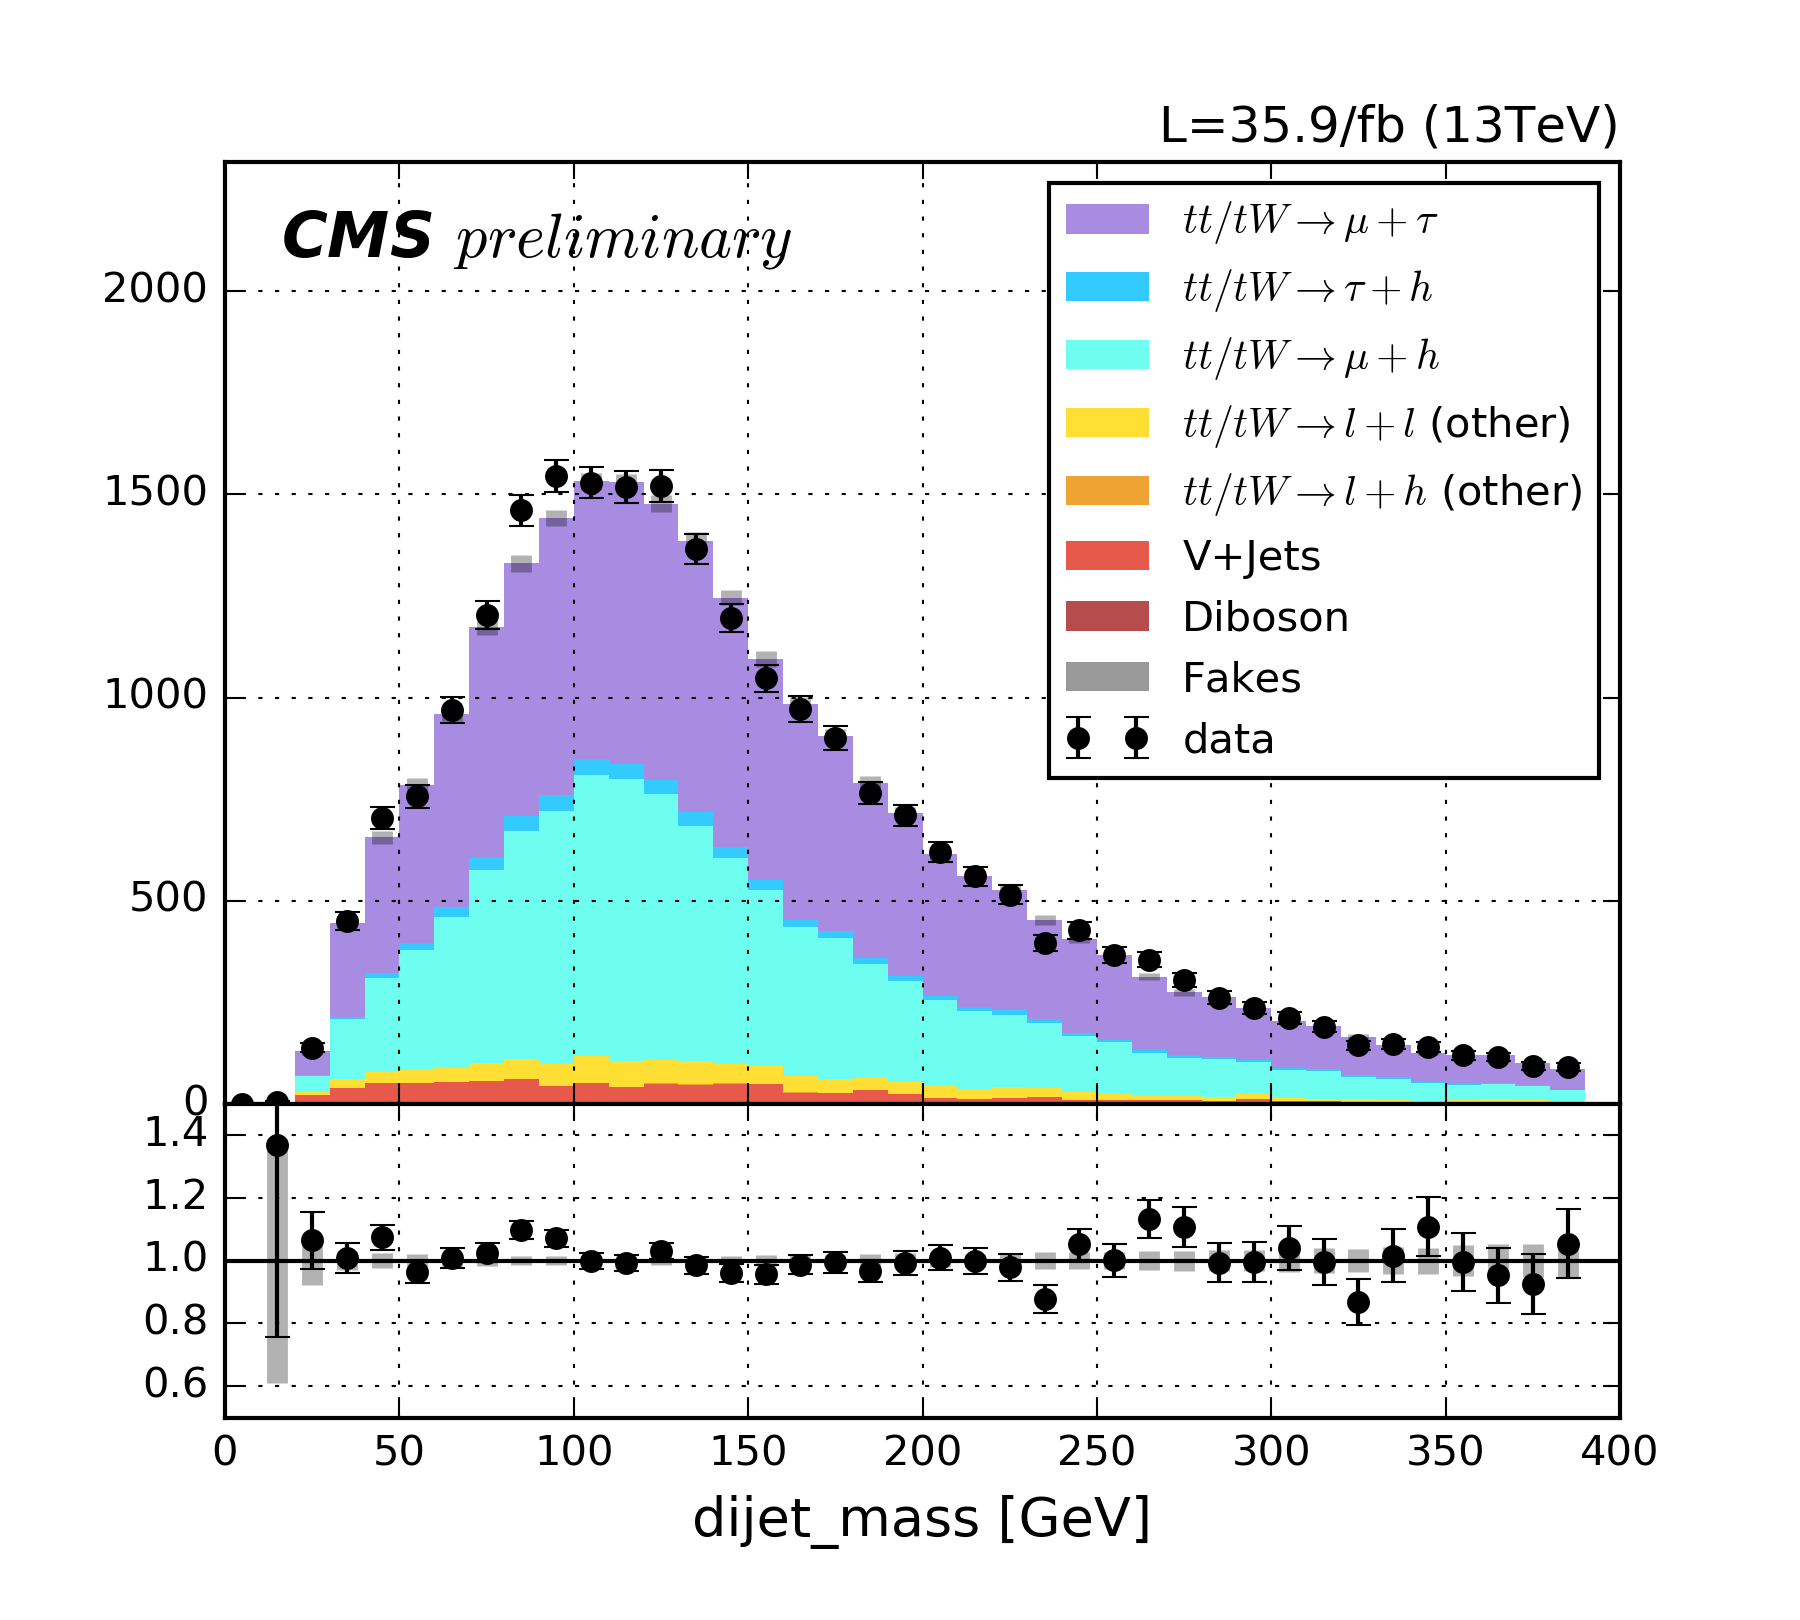 L=35.9/fb (13TeV)
CMS preliminary
tt/tW → μ + τ
tt/tW → τ + h
tt/tW → μ + h
tt/tW → l + l (other)
tt/tW → l + h (other)
V+Jets
Diboson
Fakes
data
2000
1500
1000
500
0
1.4
1.2
1.0
0.8
0.6
0 50 100 150 200 250 300 350 400
dijet_mass [GeV]